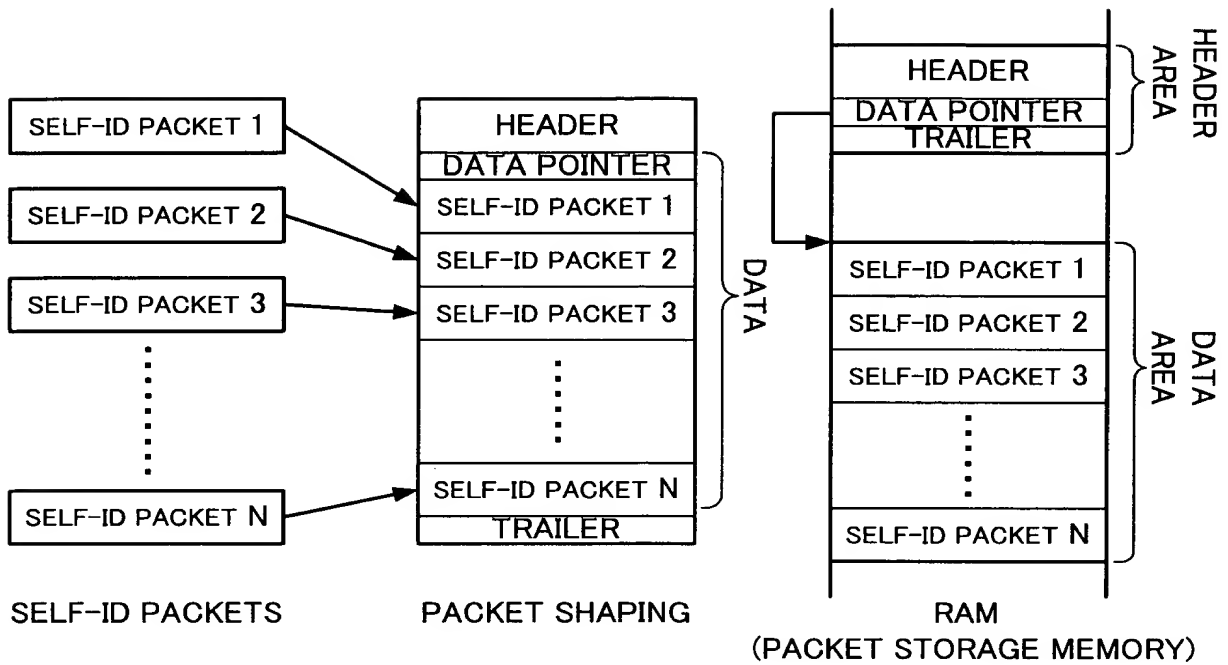 SELF-ID PACKET 1
SELF-ID PACKET 2
SELF-ID PACKET 3
SELF-ID PACKET N
SELF-ID PACKETS
HEADER
DATA POINTER
SELF-ID PACKET 1
SELF-ID PACKET 2
SELF-ID PACKET 3
SELF-ID PACKET N
TRAILER
DATA
PACKET SHAPING
HEADER
DATA POINTER
TRAILER
HEADER
AREA
SELF-ID PACKET 1
SELF-ID PACKET 2
SELF-ID PACKET 3
SELF-ID PACKET N
DATA
AREA
RAM
(PACKET STORAGE MEMORY)